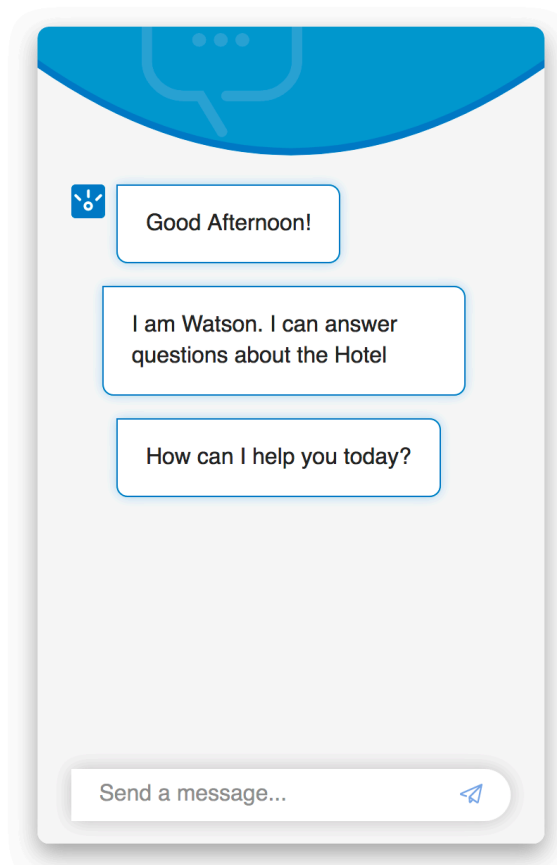 Good Afternoon!
I am Watson. I can answer
questions about the Hotel
How can I help you today?
Send a message...